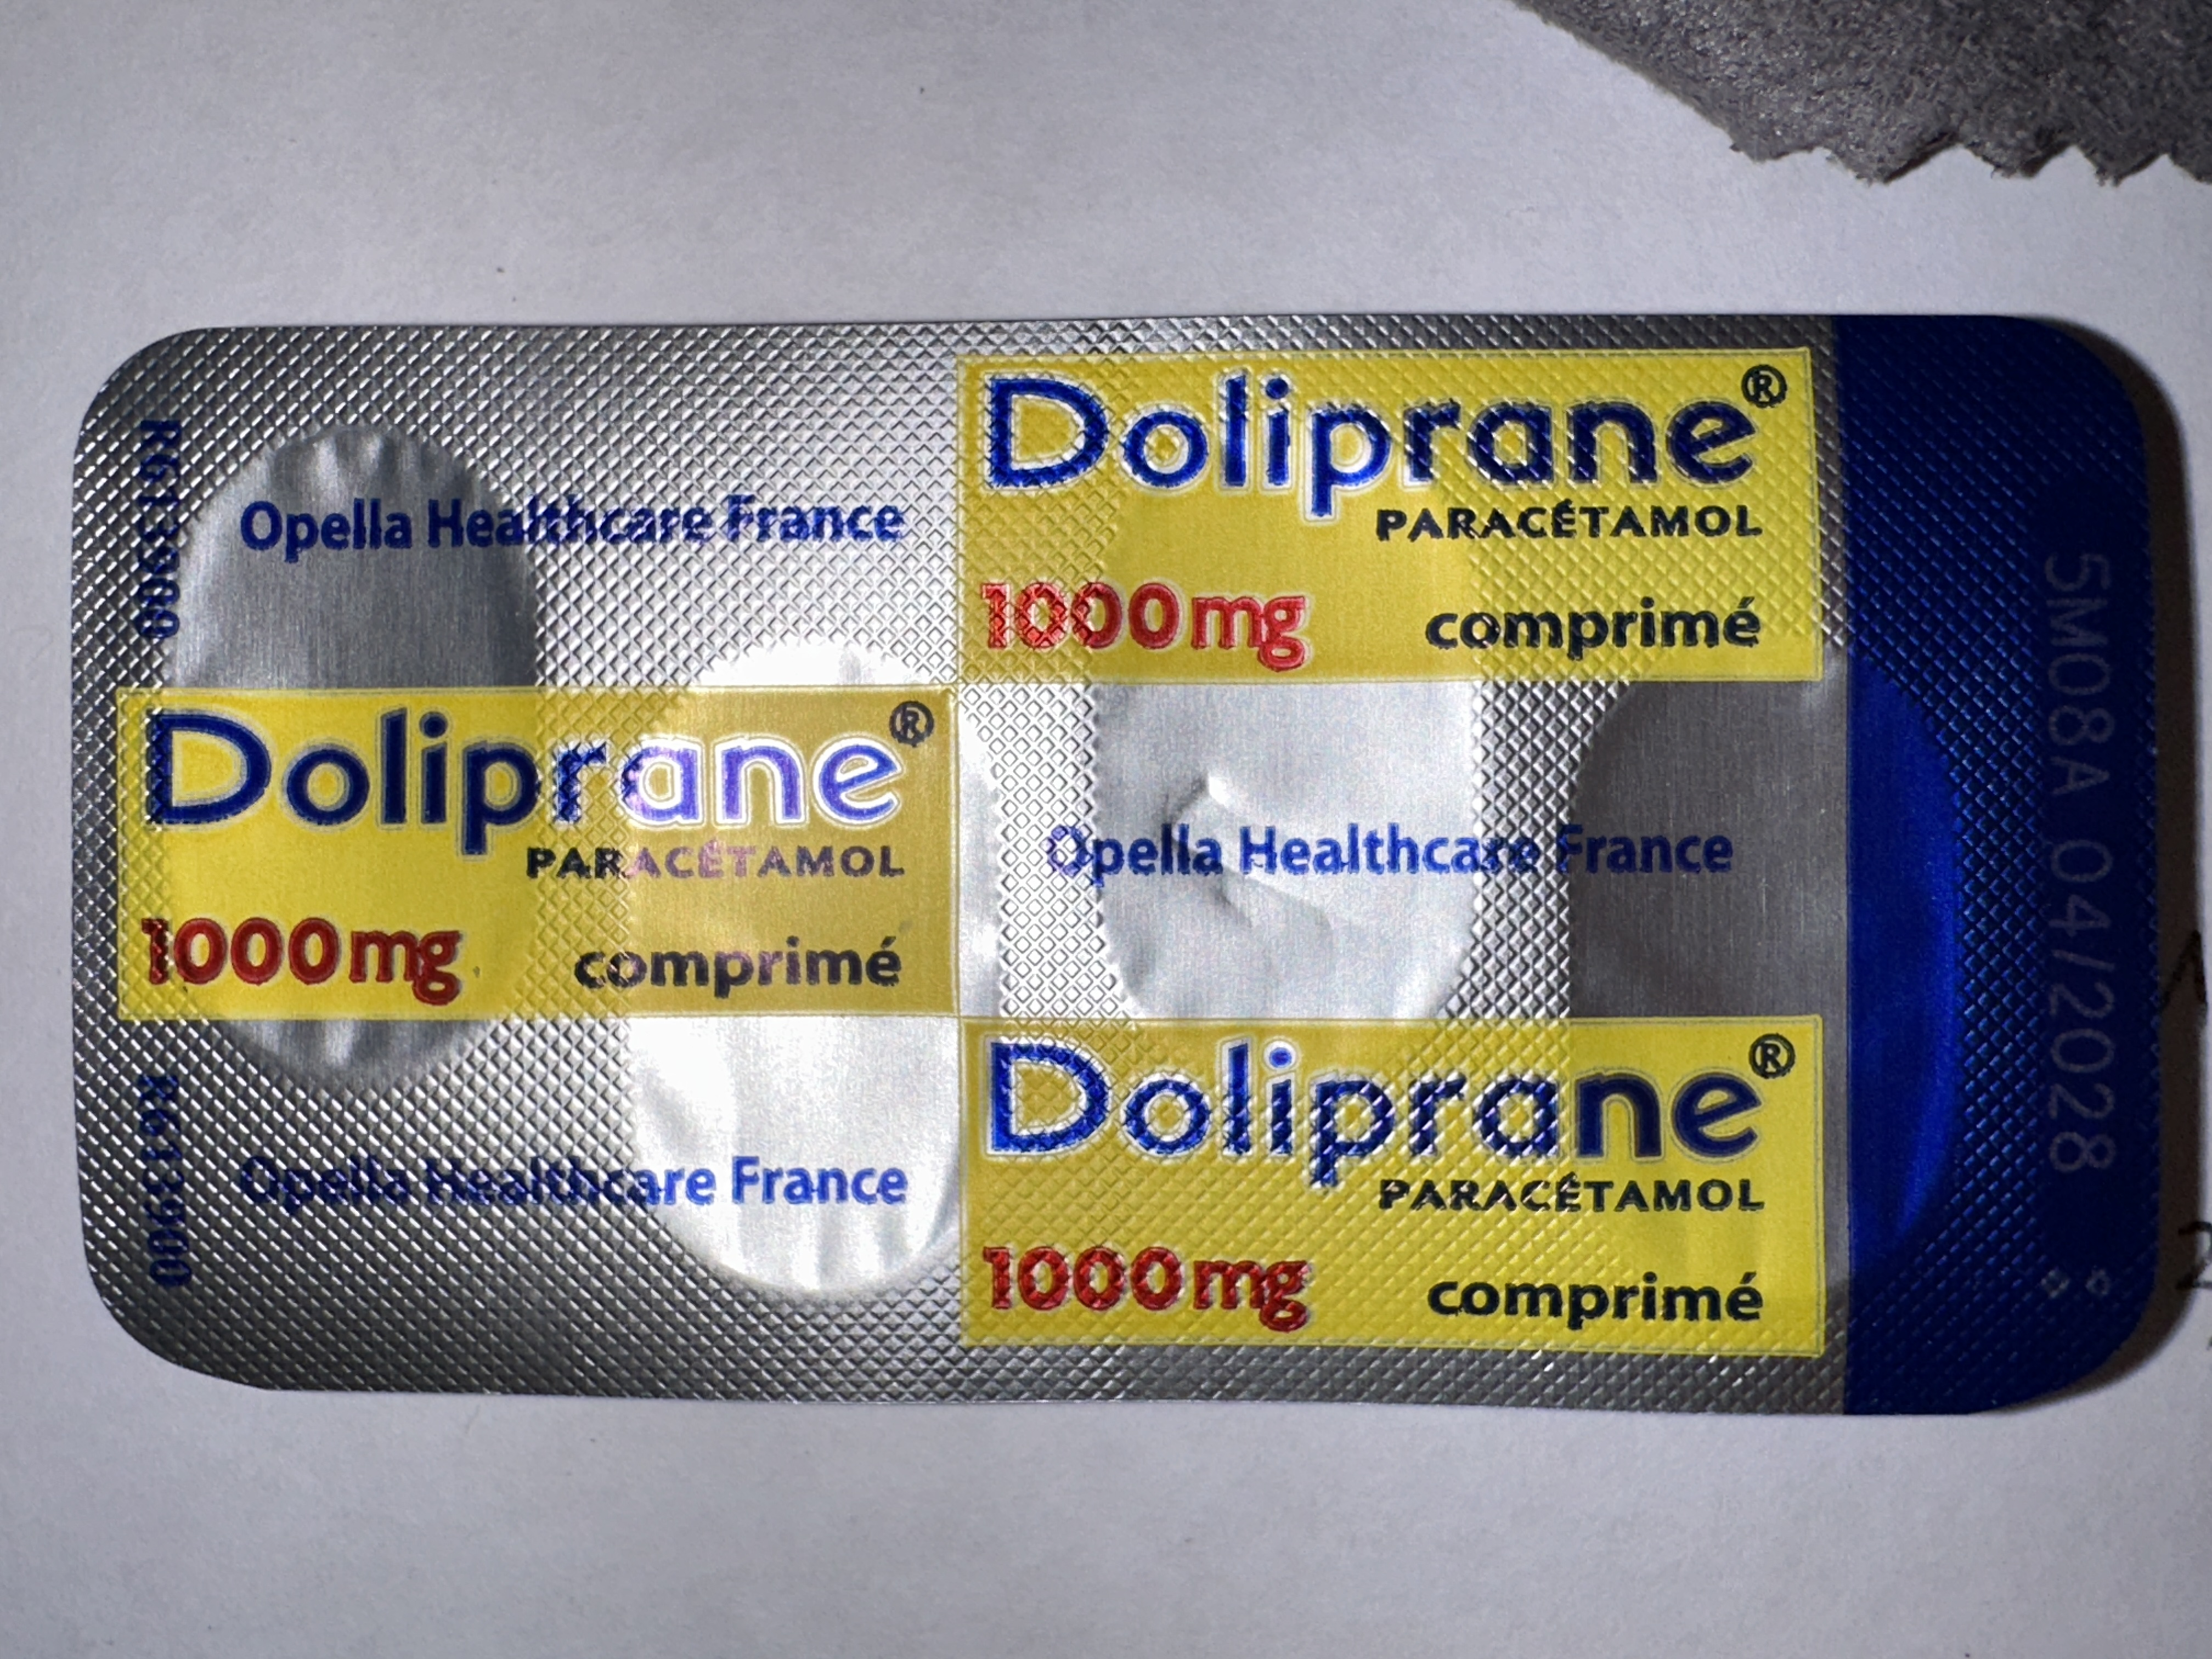 Doliprane®
PARACÉTAMOL
1000mg comprimé
Opella Healthcare France
Doliprane®
PARACÉTAMOL
1000mg comprimé
Opella Healthcare France
Doliprane®
PARACÉTAMOL
1000mg comprimé
Opella Healthcare France
5M08A 04/2028